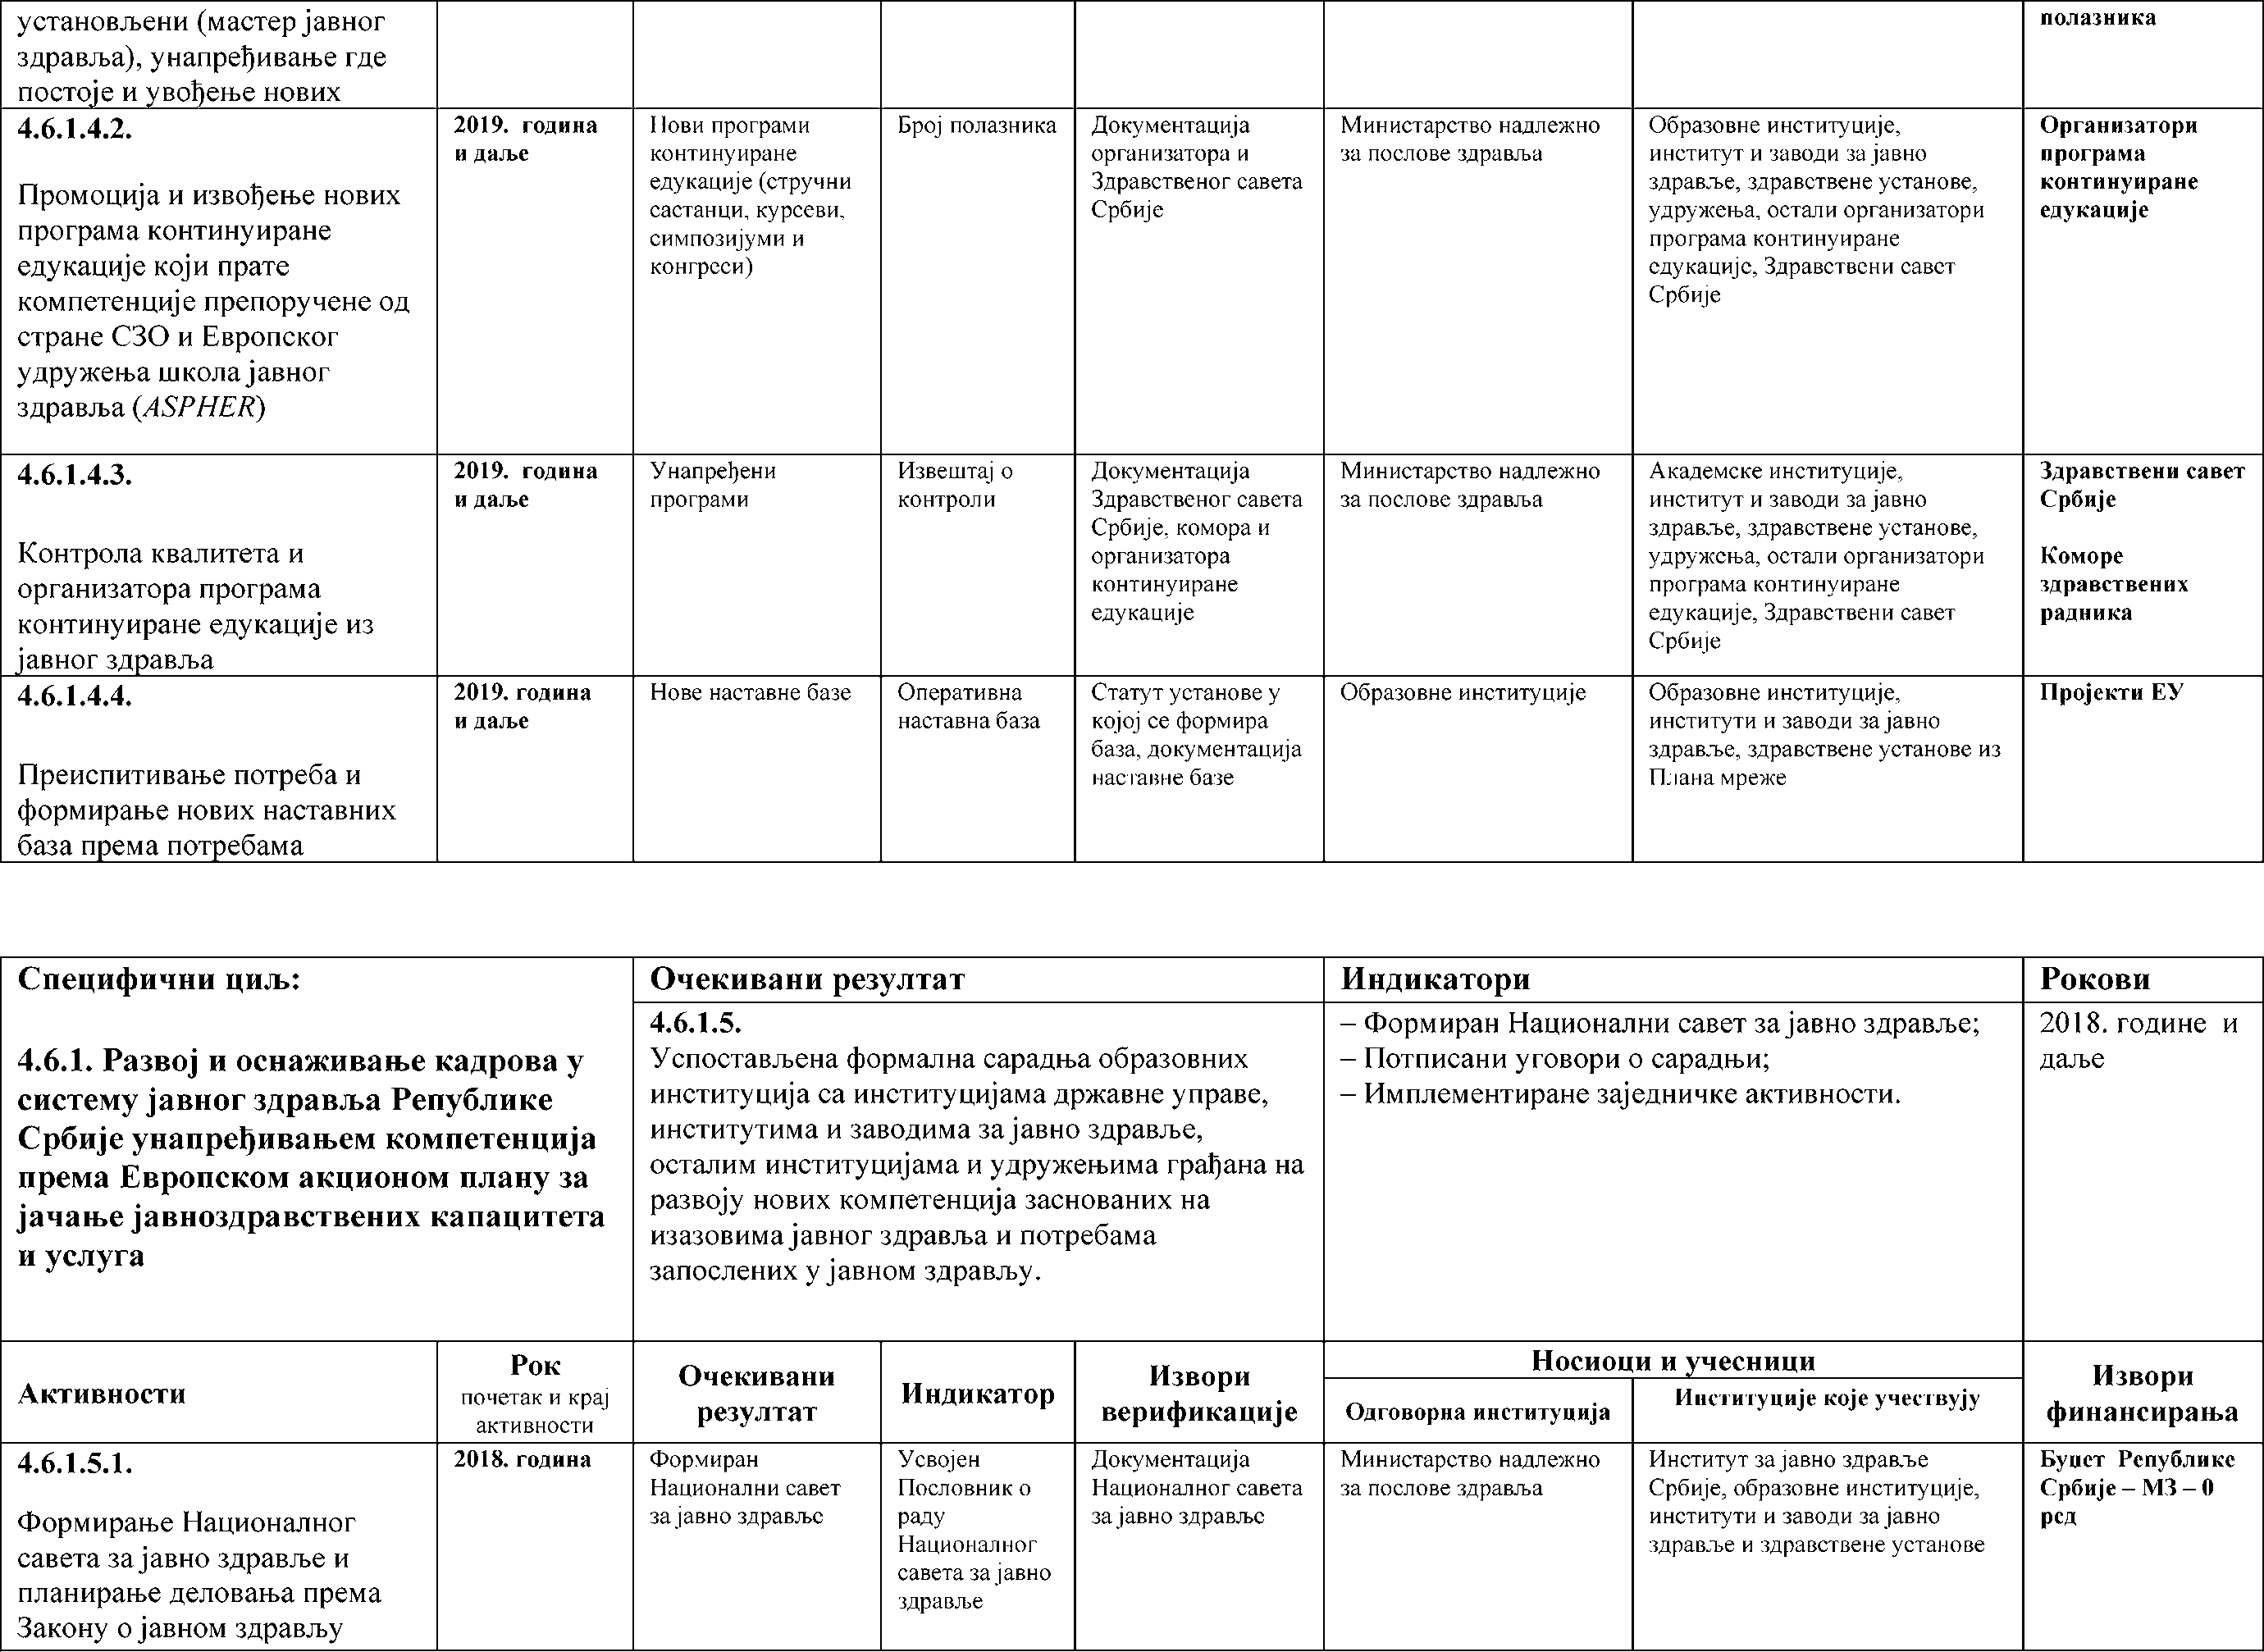 установљени (мастер јавног
здравља), унапређивање где
постоје и увођење нових
полазника
4.6.1.4.2.
Промоција и извођење нових
програма континуиране
едукације који прате
компетенције препоручене од
стране СЗО и Европског
удружења школа јавног
здравља (ASPHER)
2019. година
и даље
Нови програми
континуиране
едукације (стручни
састанци, курсеви,
симпозијуми и
конгреси)
Број полазника
Документација
организатора и
Здравственог савета
Србије
Министарство надлежно
за послове здравља
Образовне институције,
институт и заводи за јавно
здравље, здравствене установе,
удружења, остали организатори
програма континуиране
едукације, Здравствени савет
Србије
Организатори
програма
континуиране
едукације
4.6.1.4.3.
Контрола квалитета и
организатора програма
континуиране едукације из
јавног здравља
2019. година
и даље
Унапређени
програми
Извештај о
контроли
Документација
Здравственог савета
Србије, комора и
организатора
континуиране
едукације
Министарство надлежно
за послове здравља
Академске институције,
институт и заводи за јавно
здравље, здравствене установе,
удружења, остали организатори
програма континуиране
едукације, Здравствени савет
Србије
Здравствени савет
Србије
Коморе
здравствених
радника
4.6.1.4.4.
Преиспитивање потреба и
формирање нових наставних
база према потребама
2019. година
и даље
Нове наставне базе
Оперативна
наставна база
Статут установе у
којој се формира
база, документација
наставне базе
Образовне институције
Образовне институције,
институти и заводи за јавно
здравље, здравствене установе из
Плана мреже
Пројекти ЕУ
Специфични циљ:
4.6.1. Развој и оснаживање кадрова у
систему јавног здравља Републике
Србије унапређивањем компетенција
према Европском акционом плану за
јачање јавноздравствених капацитета
и услуга
Очекивани резултат
4.6.1.5.
Успостављена формална сарадња образовних
институција са институцијама државне управе,
институтима и заводима за јавно здравље,
осталим институцијама и удружењима грађана на
развоју нових компетенција заснованих на
изазовима јавног здравља и потребама
запослених у јавном здрављу.
Индикатори
– Формиран Национални савет за јавно здравље;
– Потписани уговори о сарадњи;
– Имплементиране заједничке активности.
Рокови
2018. године и
даље
Активности
Рок
почетак и крај
активности
Очекивани
резултат
Индикатор
Извори
верификације
Носиоци и учесници
Одговорна институција
Институције које учествују
Извори
финансирања
4.6.1.5.1.
Формирање Националног
савета за јавно здравље и
планирање деловања према
Закону о јавном здрављу
2018. година
Формиран
Национални савет
за јавно здравље
Усвојен
Пословник о
раду
Националног
савета за јавно
здравље
Документација
Националног савета
за јавно здравље
Министарство надлежно
за послове здравља
Институт за јавно здравље
Србије, образовне институције,
институти и заводи за јавно
здравље и здравствене установе
Буџет Републике
Србије – МЗ – 0
рсд